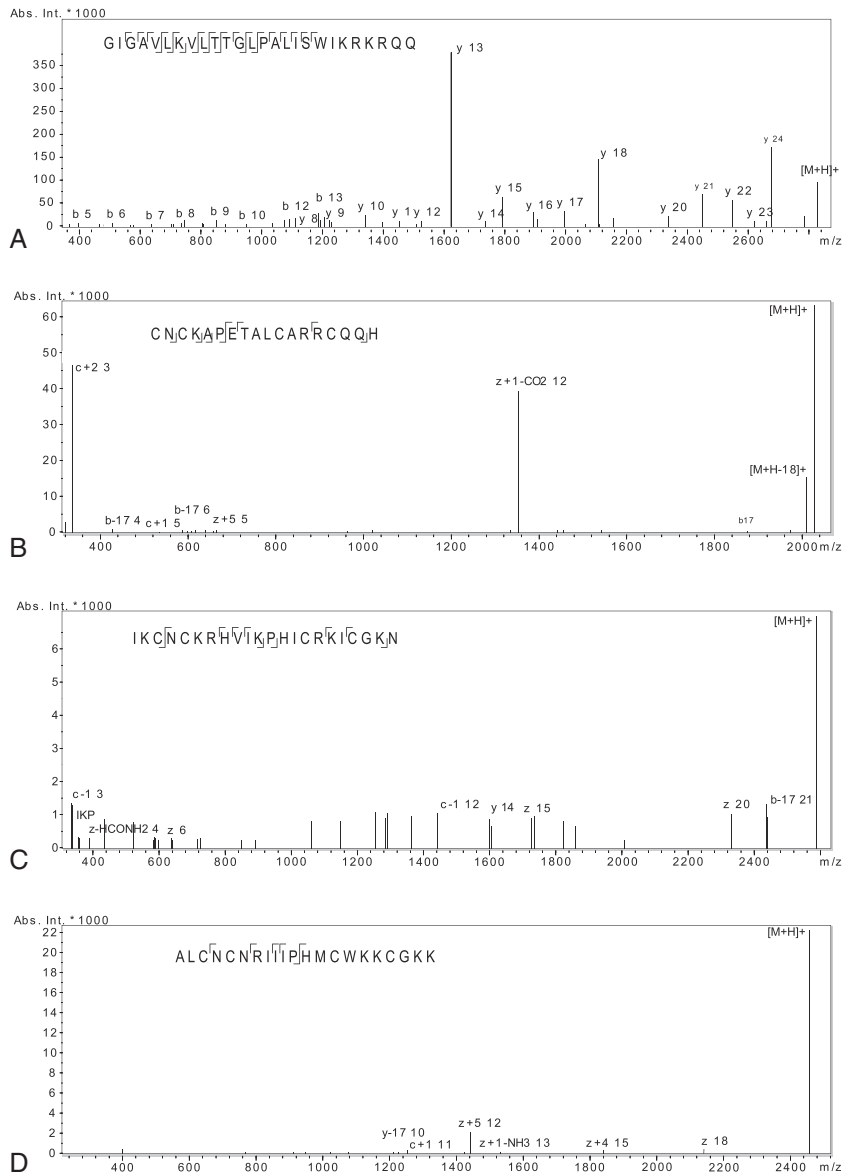 Abs. Int. * 1000
GIGAVLKVLTTGLPALISWIKRKRQQ
y 13
350
300
250
200
y 24
150
y 18
[M+H]+
100
y 15
y 21
y 22
50
b 5 b 6 b 7 b 8 b 9 b 10 b 12 b 13 y 8 y 9 y 10 y 1 y 12 y 14 y 16 y 17 y 20 y 23
0
400 600 800 1000 1200 1400 1600 1800 2000 2200 2400 2600 m/z
A
Abs. Int. * 1000
CNCKAPETALCARRCQQH
[M+H]+
60
50
c+2 3
40
z+1-CO2 12
30
20
[M+H-18]+
10
b-17 4 c+1 5 b-17 6 z+5 5 b17
0
400 600 800 1000 1200 1400 1600 1800 2000 m/z
B
Abs. Int. * 1000
IKCNCKRHVIKPHICRKICGKN
[M+H]+
6
5
4
3
2
c-1 3
c-1 12 y 14 z 15 z 20 b-17 21
1
IKP
z-HCONH2 4 z 6
0
400 600 800 1000 1200 1400 1600 1800 2000 2200 2400 m/z
C
Abs. Int. * 1000
ALCNCNRIIIPHMCWKKCGKK
[M+H]+
22
20
18
16
14
12
10
8
6
4
2
z+5 12
y-17 10 c+1 11 z+1-NH3 13 z+4 15 z 18
0
400 600 800 1000 1200 1400 1600 1800 2000 2200 2400 m/z
D